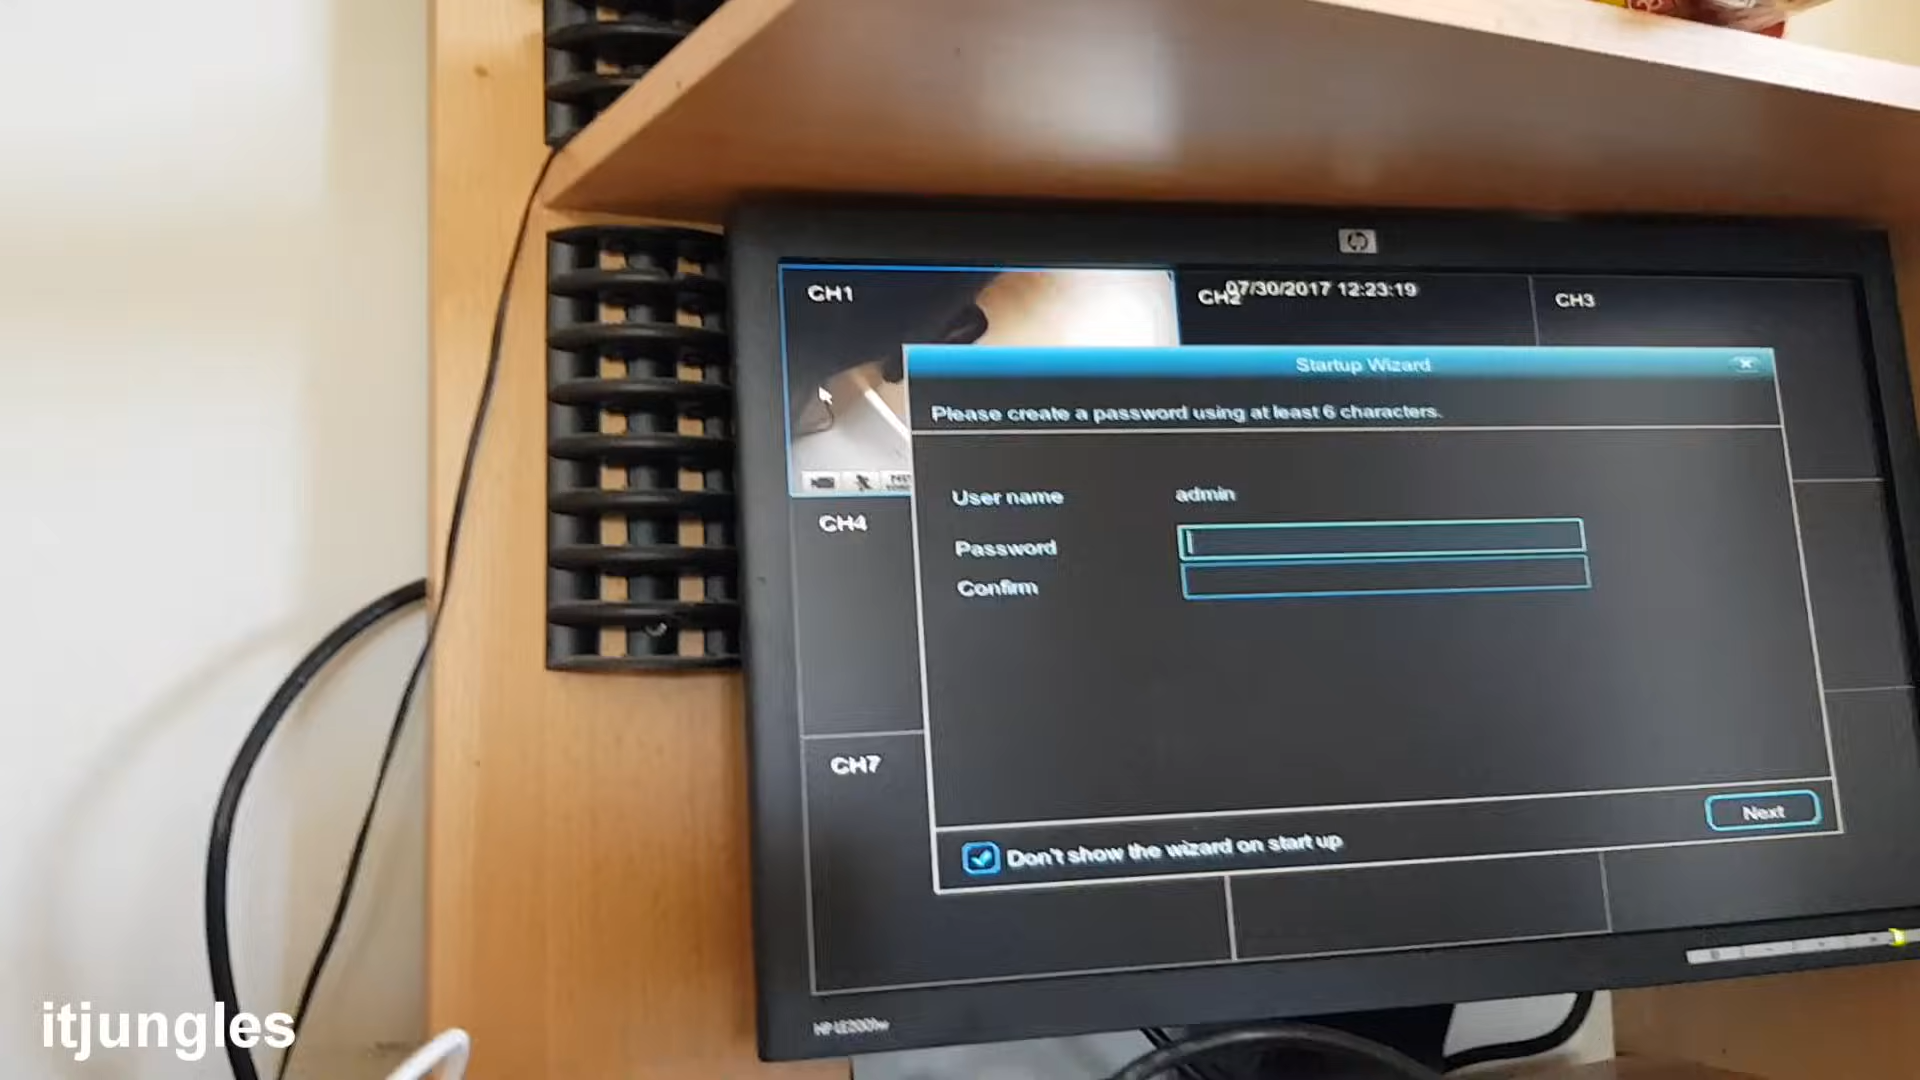 hp
CH1
CH2
07/30/2017 12:23:19
CH3
Startup Wizard
Please create a password using at least 6 characters.
User name admin
Password
Confirm
CH4
CH7
Don't show the wizard on start up
Next
itjungles